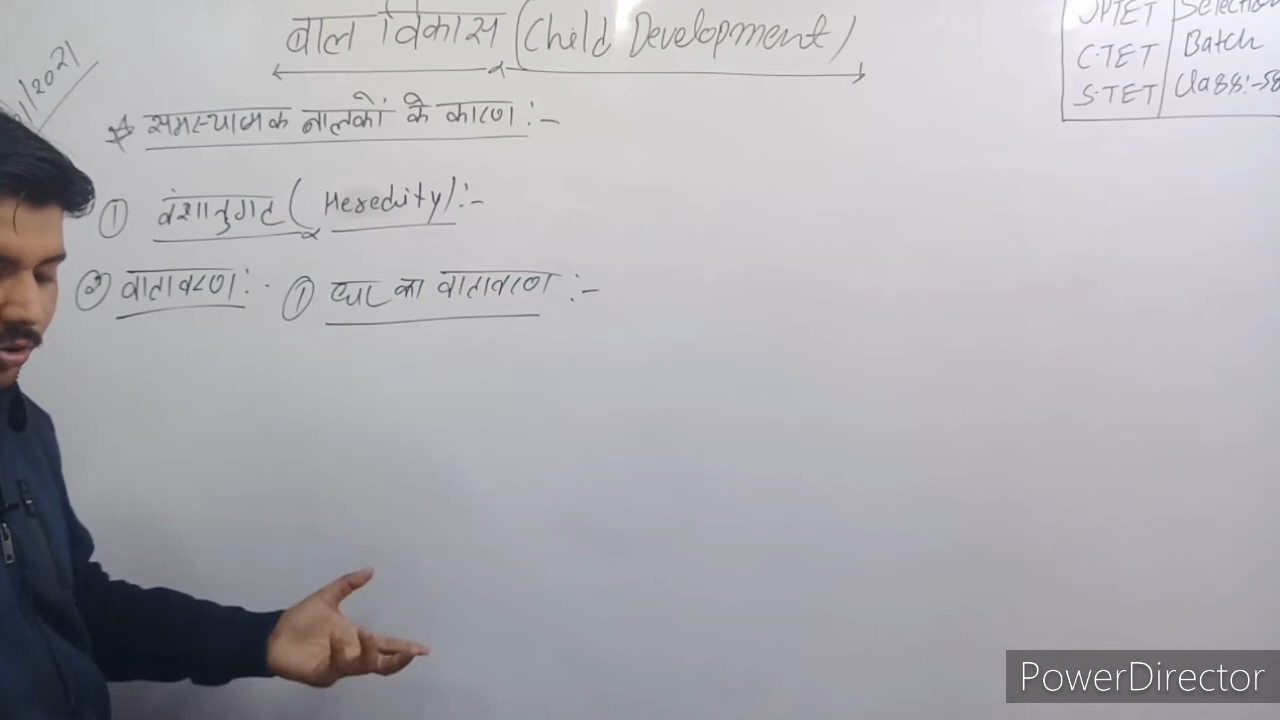 बाल विकास (Child Development)
UPTET Selection
C.TET Batch
S.TET Class:-58
/2021
समस्यात्मक बालकों के कारण :-
① वंशानुगत (Heredity) :-
② वातावरण : - ① घर का वातावरण :-
PowerDirector